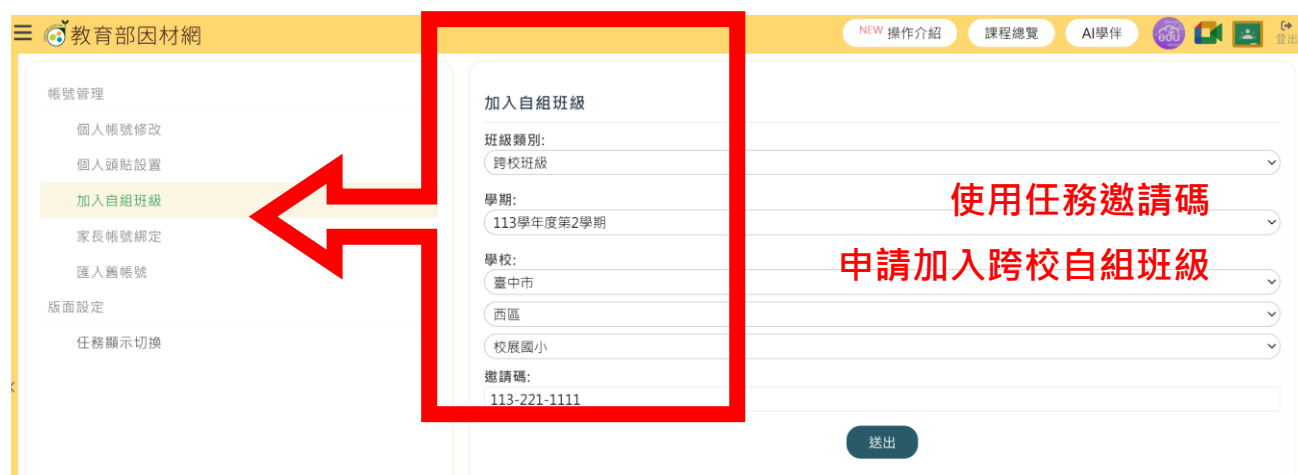 教育部因材網
NEW 操作介紹
課程總覽
AI學伴
登出
帳號管理
個人帳號修改
個人頭貼設置
加入自組班級
家長帳號綁定
匯入舊帳號
版面設定
任務顯示切換
加入自組班級
班級類別:
跨校班級
學期:
113學年度第2學期
學校:
臺中市
西區
校展國小
邀請碼:
113-221-1111
送出
使用任務邀請碼
申請加入跨校自組班級